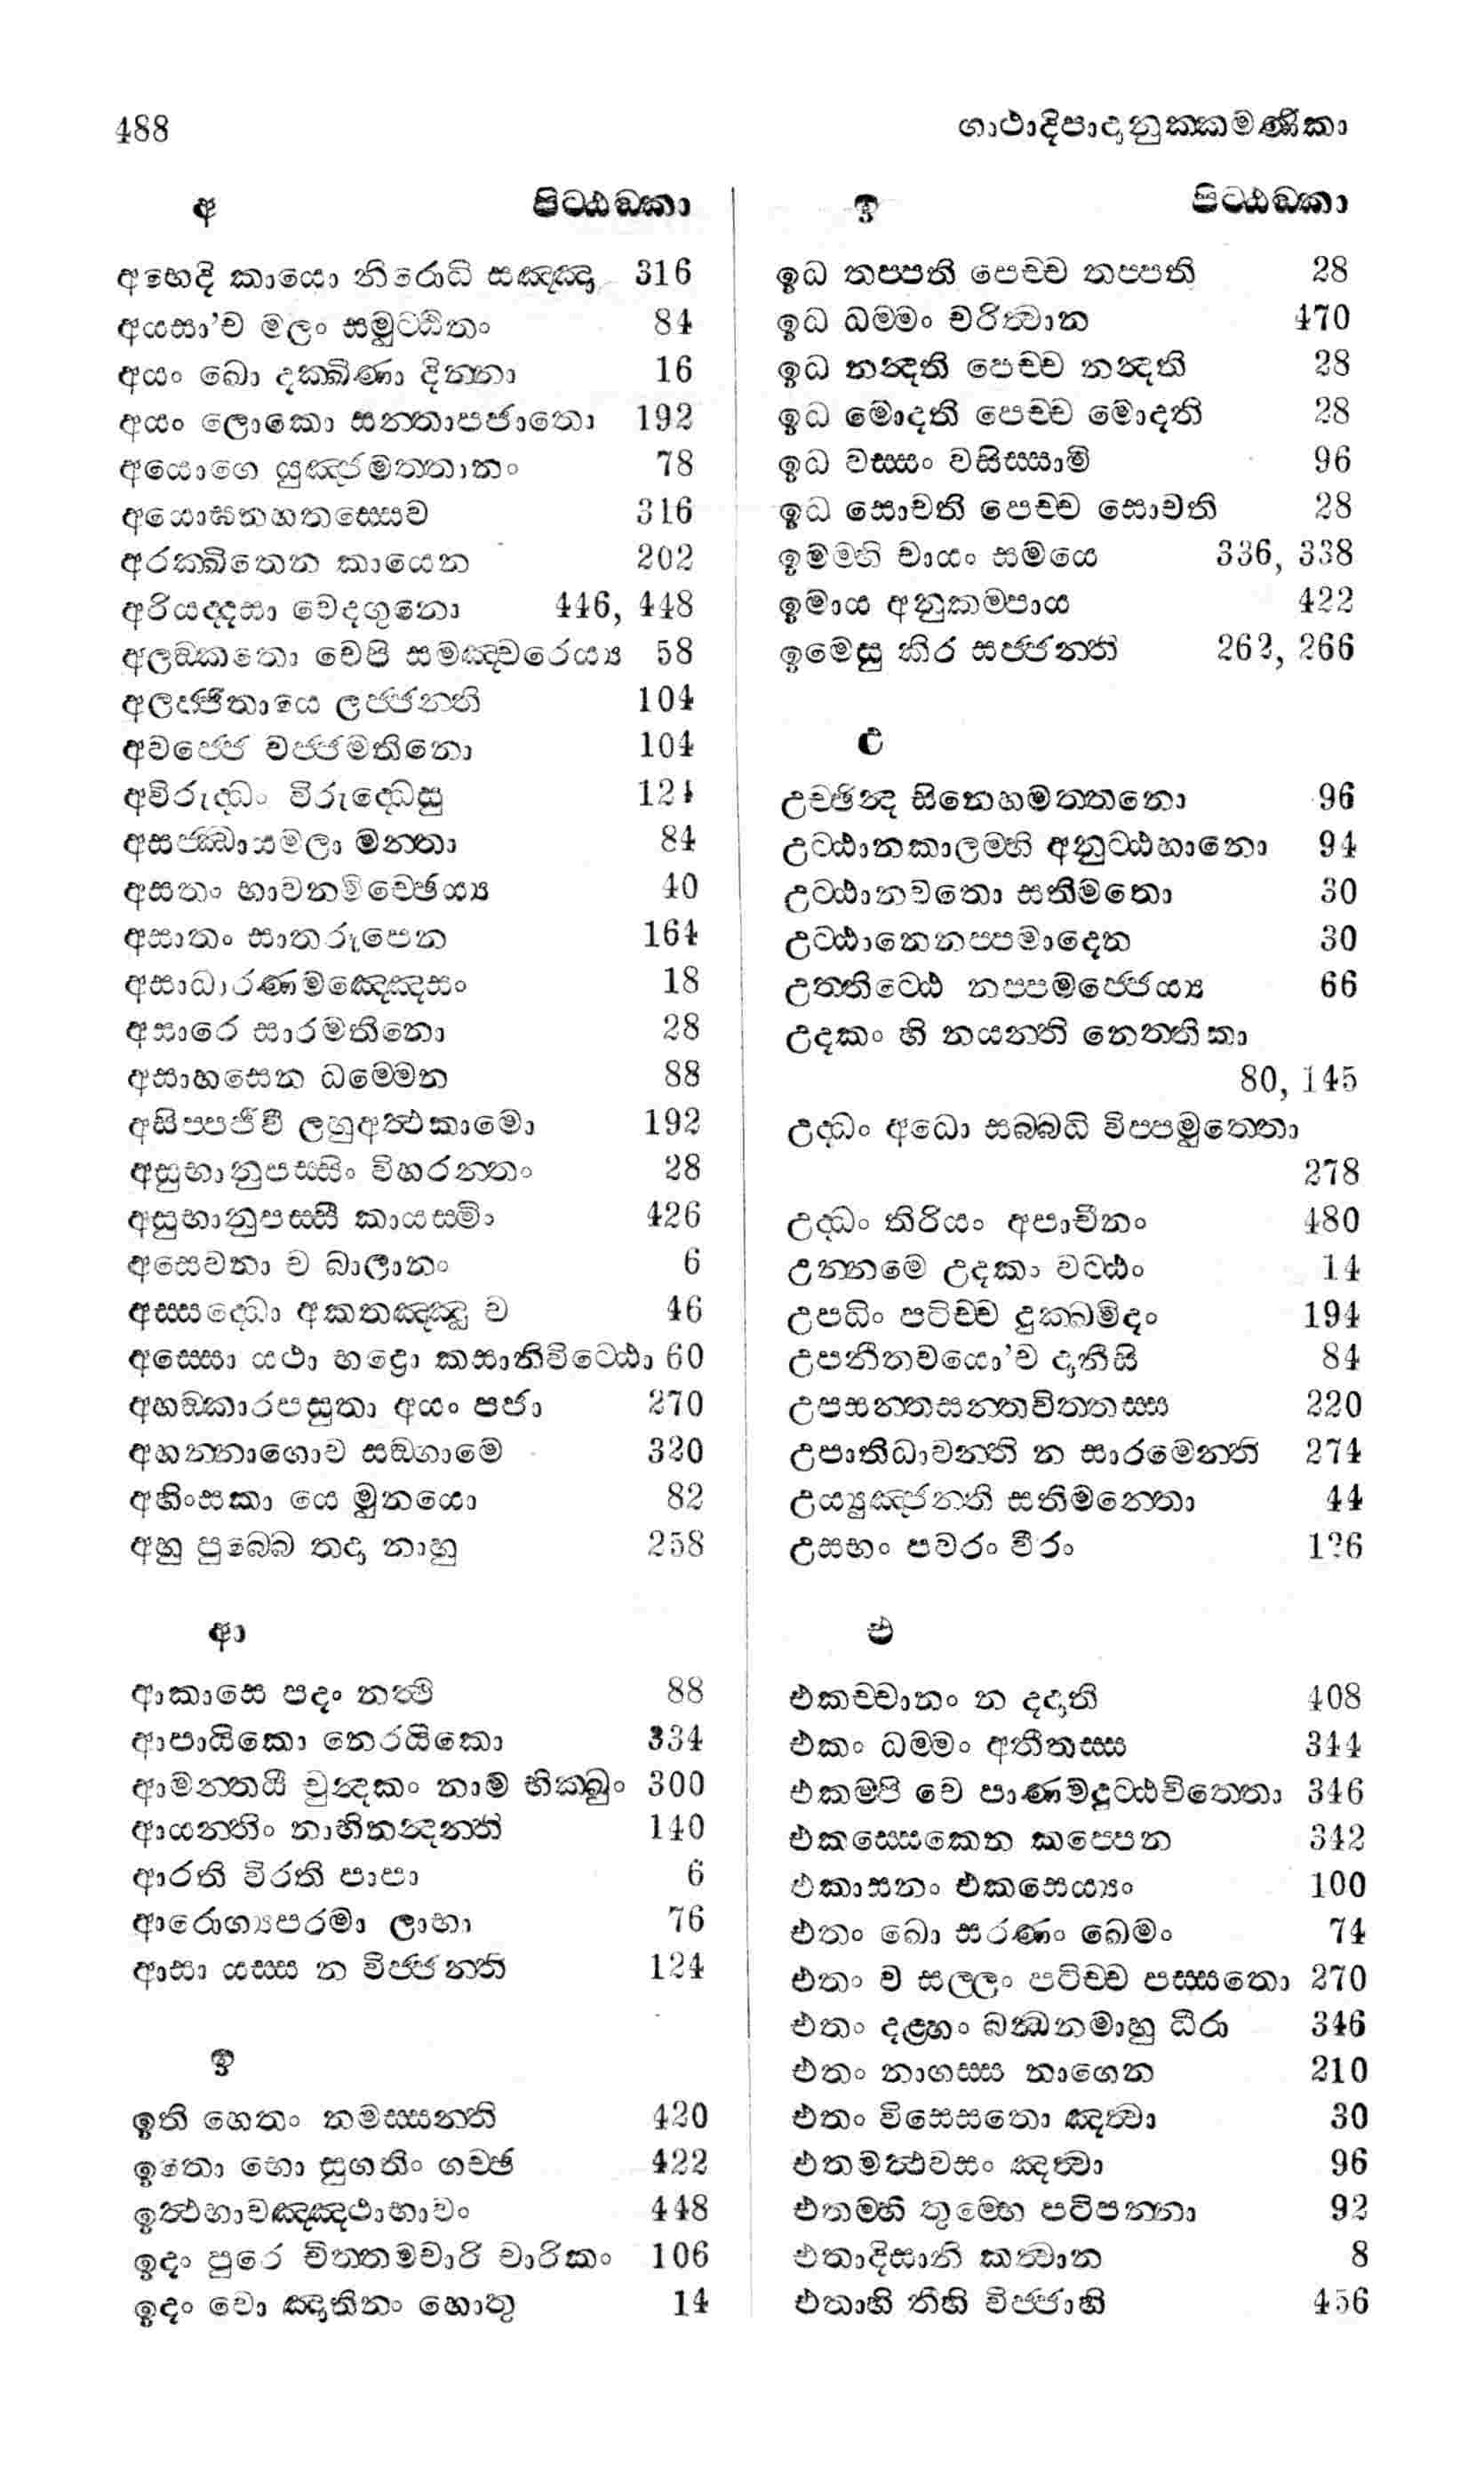 488
ගාථාදිපාදානුක්කමණිකා
අ පිට්ඨඞ්කා
අභෙදි කායො නිරොධි සඤ්ඤා 316
අයසා'ච මලං සමුට්ඨිතං 84
අයං ඛො දක්ඛිණා දින්නා 16
අයං ලොකො සන්තාපජාතො 192
අයොගෙ යුඤ්ජමත්තානං 78
අයොඝනහතස්සෙව 316
අරක්ඛිතෙන කායෙන 202
අරියද්දසා වෙදගුනො 446, 448
අලඞ්කතො චෙපි සමඤ්චරෙය්‍ය 58
අලජ්ජිතායෙ ලජ්ජන්ති 104
අවජ්ජෙ වජ්ජමතිනො 104
අවිරුද්ධං විරුද්ධෙසු 124
අසජ්ඣායමලා මන්තා 84
අසතං භාවනමිච්ඡෙය්‍ය 40
අසාතං සාතරූපෙන 164
අසාධාරණමඤ්ඤෙසං 18
අසාරෙ සාරමතිනො 28
අසාහසෙන ධම්මෙන 88
අසිප්පජීවී ලහුඅත්ථකාමො 192
අසුභානුපස්සිං විහරන්තං 28
අසුභානුපස්සී කායස්මිං 426
අසෙවනා ච බාලානං 6
අස්සද්ධො අකතඤ්ඤූ ච 46
අස්සො යථා භද්‍රො කසානිවිට්ඨො 60
අහඞ්කාරපසුතා අයං පජා 270
අහන්නාගොව සඞ්ගාමෙ 320
අහිංසකා යෙ මුනයො 82
අහු පුබ්බෙ තදා නාහු 258
ආ
ආකාසෙ පදං නත්ථි 88
ආපායිකො නෙරයිකො 334
ආමන්තයී චුන්දකං නාම භික්ඛුං 300
ආයන්තිං නාභිනන්දන්ති 140
ආරති විරති පාපා 6
ආරොග්‍යපරමා ලාභා 76
ආසා යස්ස න විජ්ජන්ති 124
ඉ
ඉති හෙතං නමස්සන්ති 420
ඉතො භො සුගතිං ගච්ඡ 422
ඉත්ථභාවඤ්ඤථාභාවං 448
ඉදං පුරෙ චිත්තමචාරි චාරිකං 106
ඉදං වො ඤාතිනං හොතු 14
ඉ පිට්ඨඞ්කා
ඉධ තප්පති පෙච්ච තප්පති 28
ඉධ ධම්මං චරිත්වාන 470
ඉධ නන්දති පෙච්ච නන්දති 28
ඉධ මොදති පෙච්ච මොදති 28
ඉධ වස්සං වසිස්සාමි 96
ඉධ සොචති පෙච්ච සොචති 28
ඉමම්හි චායං සමයෙ 336, 338
ඉමාය අනුකම්පාය 422
ඉමෙසු කිර සජ්ජන්ති 262, 266
උ
උච්ඡින්ද සිනෙහමත්තනො 96
උට්ඨානකාලම්හි අනුට්ඨහානො 94
උට්ඨානවතො සතිමතො 30
උට්ඨානෙනප්පමාදෙන 30
උත්තිට්ඨෙ නප්පමජ්ජෙය්‍ය 66
උදකං හි නයන්ති නෙත්තිකා
80, 145
උද්ධං අධො සබ්බධි විප්පමුත්තො
278
උද්ධං තිරියං අපාචීනං 480
උන්නමෙ උදකං වට්ඨං 14
උපධිං පටිච්ච දුක්ඛමිදං 194
උපනීතවයො'ච දානීසි 84
උපසන්තසන්තචිත්තස්ස 220
උපාතිධාවන්ති න සාරමෙන්ති 274
උය්‍යුඤ්ජන්ති සතිමන්තො 44
උසභං පවරං වීරං 126
එ
එකච්චානං න දදාති 408
එකං ධම්මං අතීතස්ස 344
එකම්පි චෙ පාණමදුට්ඨචිත්තො 346
එකස්සෙකෙන කප්පෙන 342
එකාසනං එකසෙය්‍යං 100
එතං ඛො සරණං ඛෙමං 74
එතං ච සල්ලං පටිච්ච පස්සතො 270
එතං දළ්හං බන්ධනමාහු ධීරා 346
එතං නාගස්ස නාගෙන 210
එතං විසෙසතො ඤත්වා 30
එතමත්ථවසං ඤත්වා 96
එතම්හි තුම්හෙ පටිපන්නා 92
එතාදිසානි කත්වාන 8
එතාහි තීහි විජ්ජාහි 456